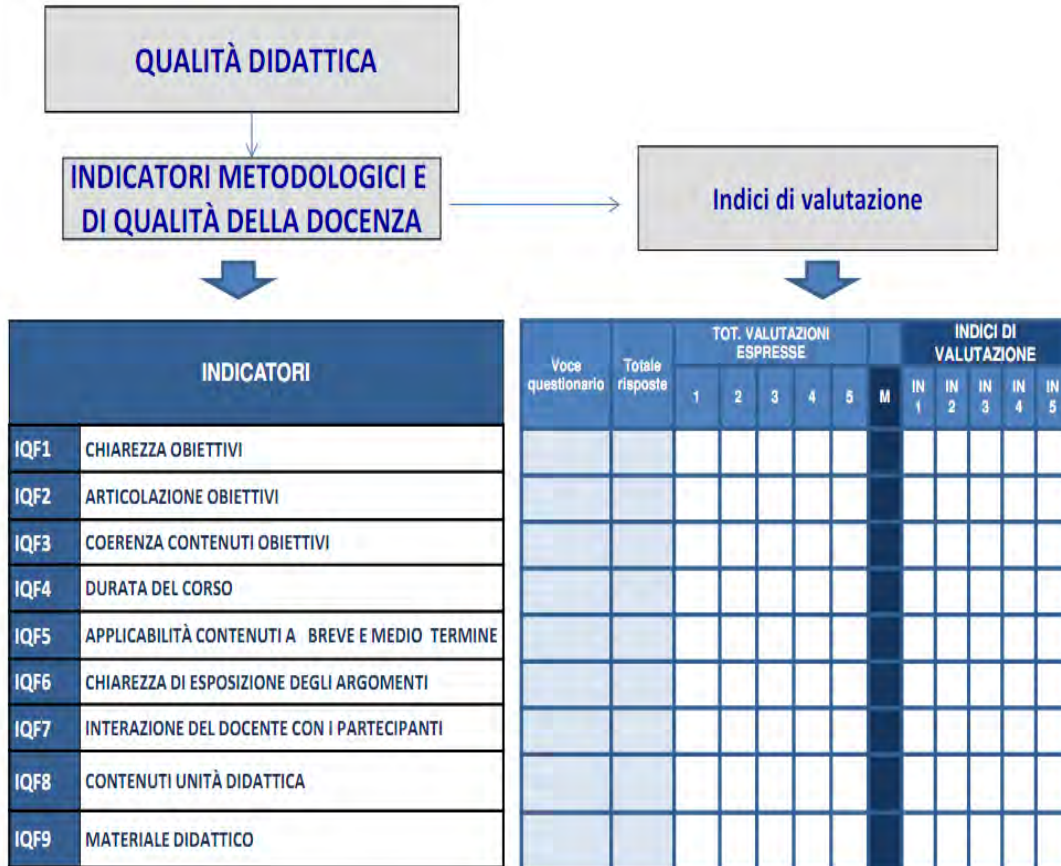 QUALITÀ DIDATTICA
INDICATORI METODOLOGICI E
DI QUALITÀ DELLA DOCENZA
Indici di valutazione
INDICATORI
IQF1 CHIAREZZA OBIETTIVI
IQF2 ARTICOLAZIONE OBIETTIVI
IQF3 COERENZA CONTENUTI OBIETTIVI
IQF4 DURATA DEL CORSO
IQF5 APPLICABILITÀ CONTENUTI A BREVE E MEDIO TERMINE
IQF6 CHIAREZZA DI ESPOSIZIONE DEGLI ARGOMENTI
IQF7 INTERAZIONE DEL DOCENTE CON I PARTECIPANTI
IQF8 CONTENUTI UNITÀ DIDATTICA
IQF9 MATERIALE DIDATTICO
Voce
questionario
Totale
risposte
TOT. VALUTAZIONI
ESPRESSE
1 2 3 4 5 M
INDICI DI
VALUTAZIONE
IN IN IN IN IN
1 2 3 4 5